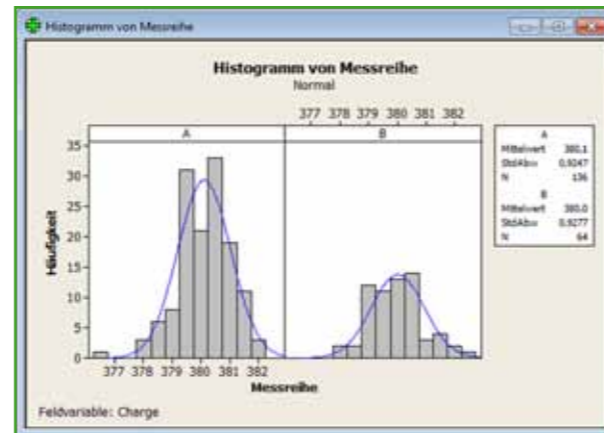 Histogramm von Messreihe
Histogramm von Messreihe
Normal
377 378 379 380 381 382
A
B
35
30
25
20
15
10
5
0
Häufigkeit
377 378 379 380 381 382
Messreihe
A
Mittelwert 380,1
StdAbw 0,9247
N 136
B
Mittelwert 380,0
StdAbw 0,9277
N 64
Feldvariable: Charge